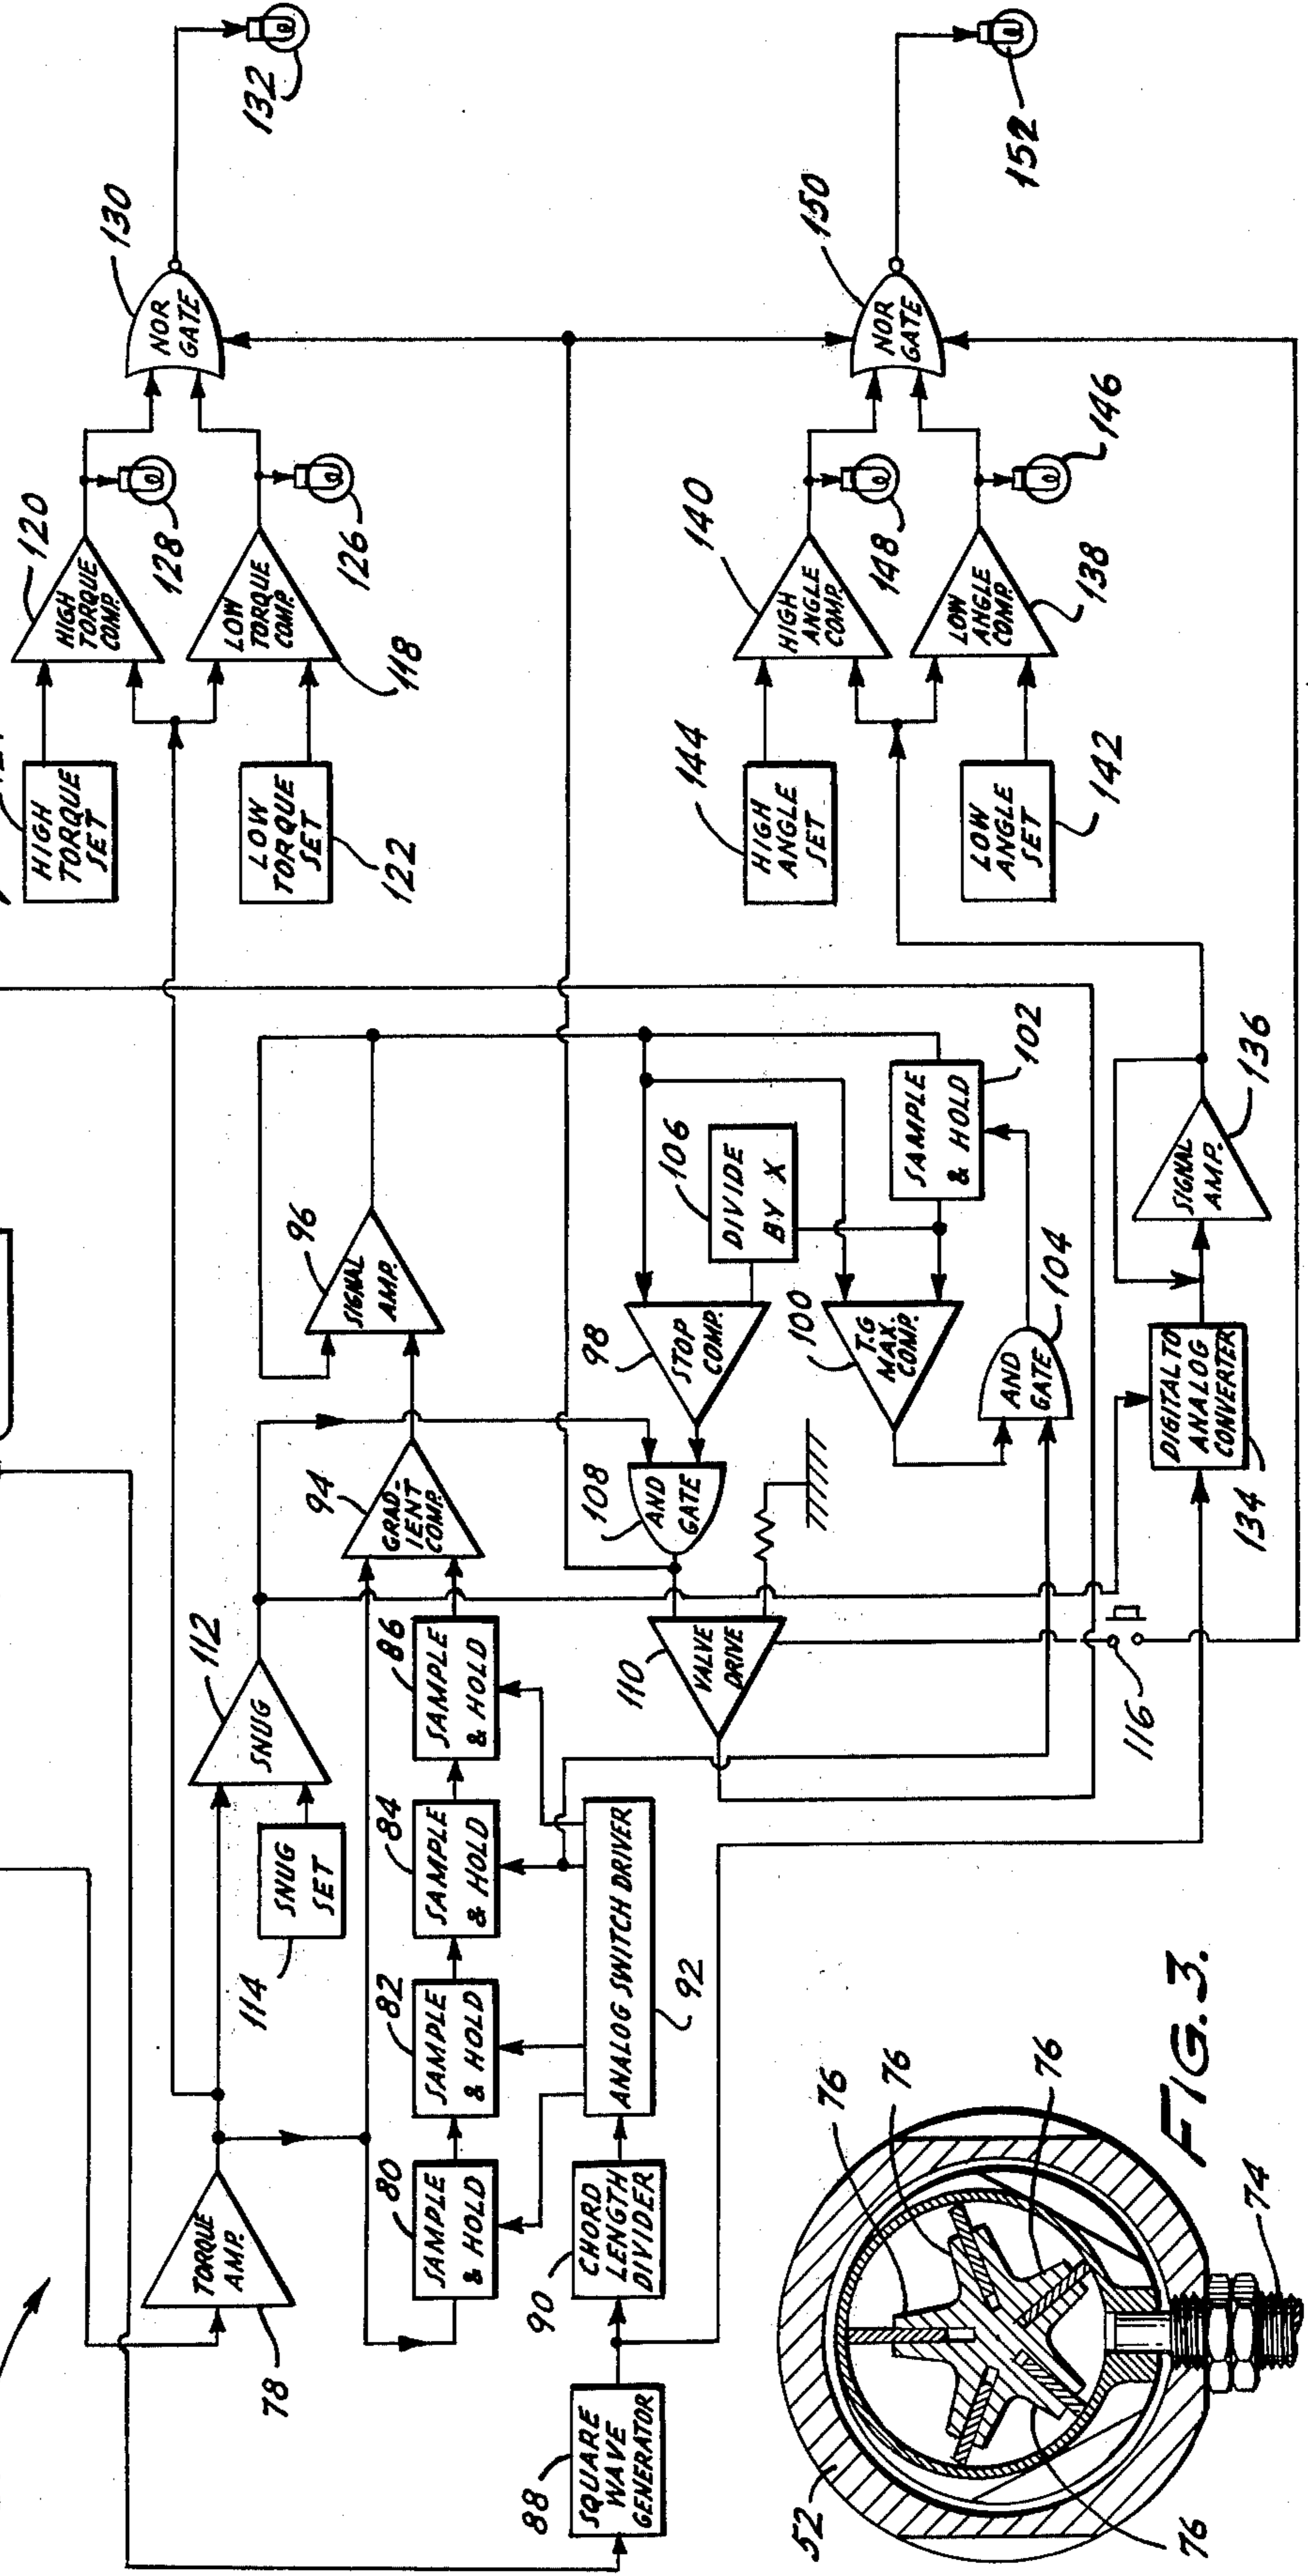 132
130
NOR
GATE
120
HIGH
TORQUE
COMP.
128
LOW
TORQUE
COMP.
126
118
HIGH
TORQUE
SET
LOW
TORQUE
SET
122
152
150
NOR
GATE
140
HIGH
ANGLE
COMP.
148
LOW
ANGLE
COMP.
146
138
144
HIGH
ANGLE
SET
LOW
ANGLE
SET
142
96
SIGNAL
AMP.
94
GRAD-
IENT
COMP.
106
DIVIDE
BY X
SAMPLE
& HOLD
102
98
STOP
COMP.
100
T.G
MAX.
COMP.
AND
GATE
104
108
AND
GATE
110
VALVE
DRIVE
SIGNAL
AMP.
136
DIGITAL TO
ANALOG
CONVERTER
134
116
112
SNUG
SNUG
SET
114
86
SAMPLE
& HOLD
84
SAMPLE
& HOLD
82
SAMPLE
& HOLD
80
SAMPLE
& HOLD
ANALOG SWITCH DRIVER
92
TORQUE
AMP.
78
90
CHORD
LENGTH
DIVIDER
88
SQUARE
WAVE
GENERATOR
76
76
76
76
76
52
74
FIG.3.